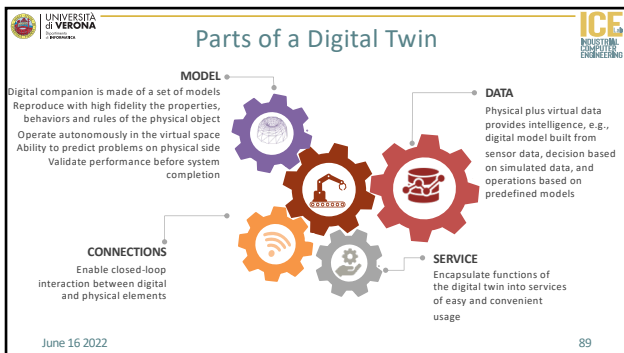 UNIVERSITÀ
di VERONA
Dipartimento
di INFORMATICA
Parts of a Digital Twin
ICE
INDUSTRIAL
COMPUTER
ENGINEERING
MODEL
Digital companion is made of a set of models
Reproduce with high fidelity the properties,
behaviors and rules of the physical object
Operate autonomously in the virtual space
Ability to predict problems on physical side
Validate performance before system
completion
DATA
Physical plus virtual data
provides intelligence, e.g.,
digital model built from
sensor data, decision based
on simulated data, and
operations based on
predefined models
CONNECTIONS
Enable closed-loop
interaction between digital
and physical elements
SERVICE
Encapsulate functions of
the digital twin into services
of easy and convenient
usage
June 16 2022
89